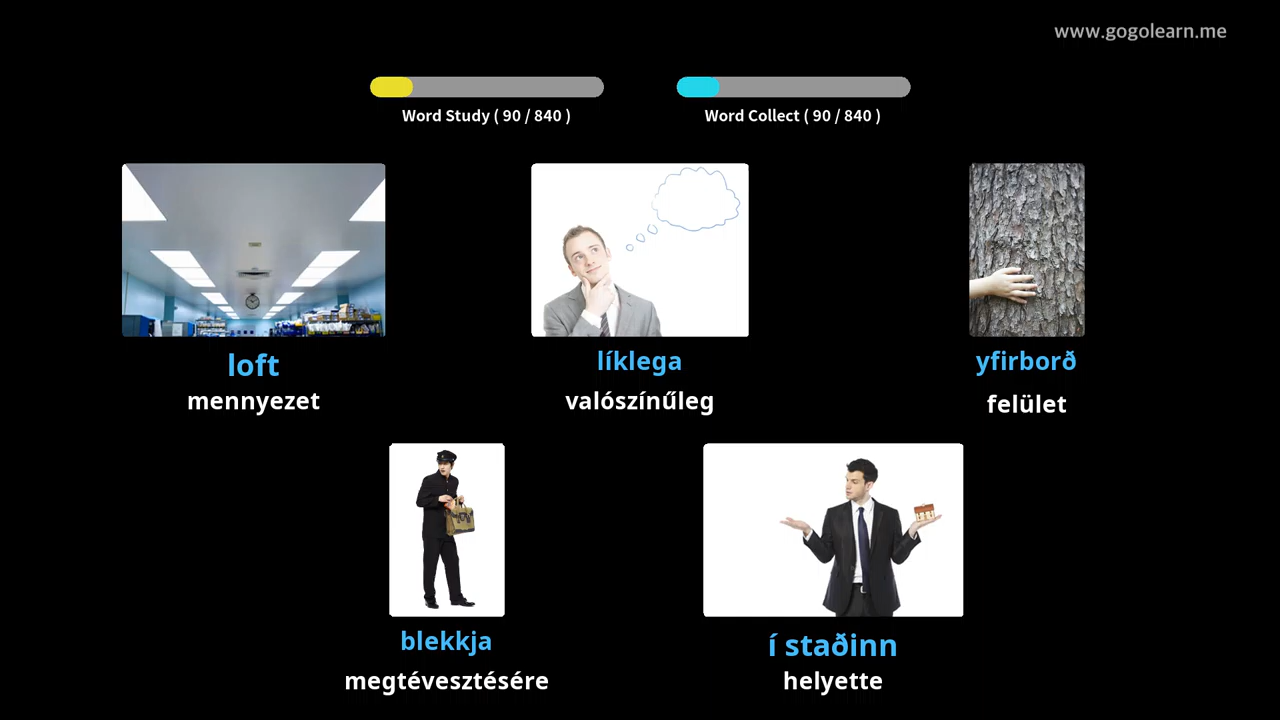 www.gogolearn.me
Word Study ( 90 / 840 )
Word Collect ( 90 / 840 )
loft
mennyezet
líklega
valószínűleg
yfirborð
felület
blekkja
megtévesztésére
í staðinn
helyette